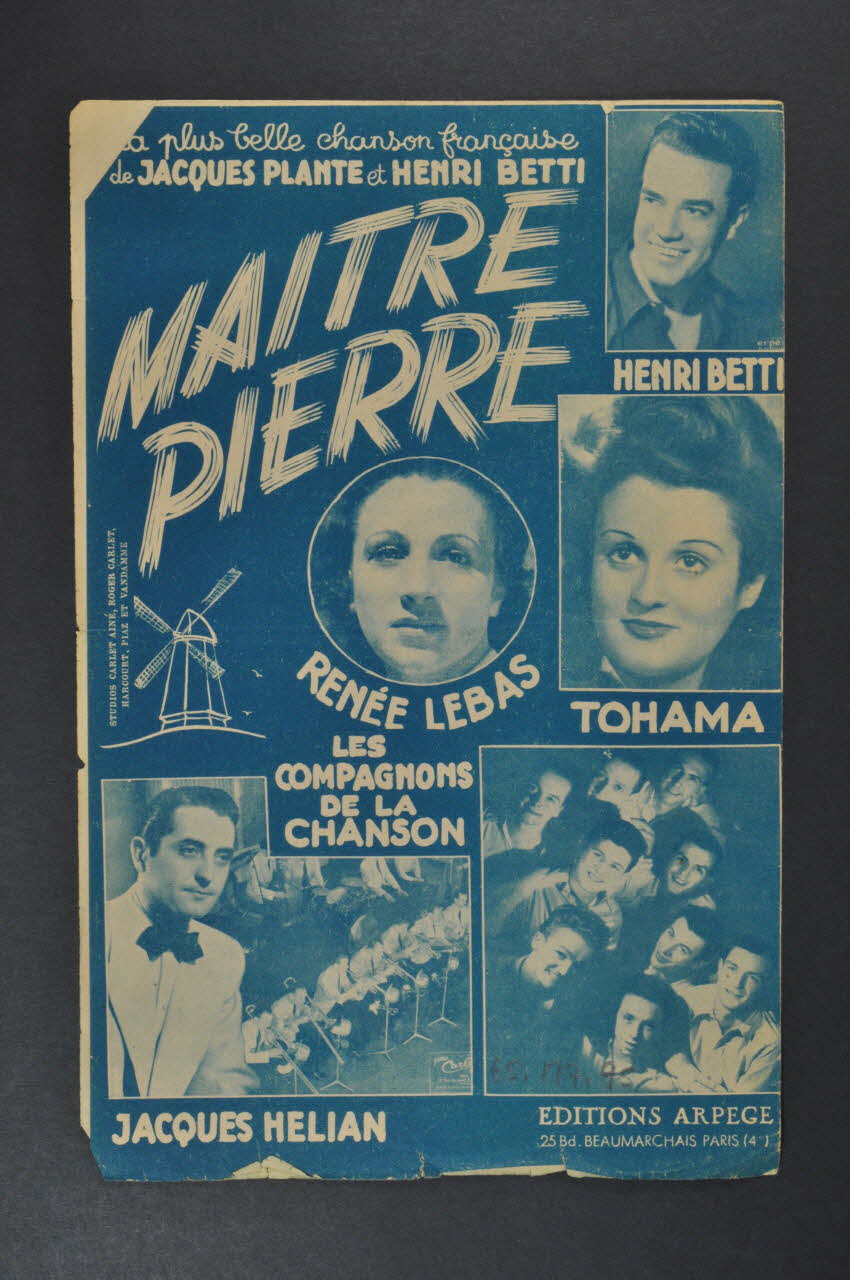 a plus belle chanson française
de JACQUES PLANTE et HENRI BETTI
MAITRE
PIERRE
HENRI BETTI
STUDIOS CARLET AINÉ, ROGER CARLET,
HARCOURT, PIAZ ET VANDAMME
RENÉE LEBAS
TOHAMA
LES
COMPAGNONS
DE LA
CHANSON
JACQUES HELIAN
EDITIONS ARPEGE
25 Bd. BEAUMARCHAIS PARIS (4e)